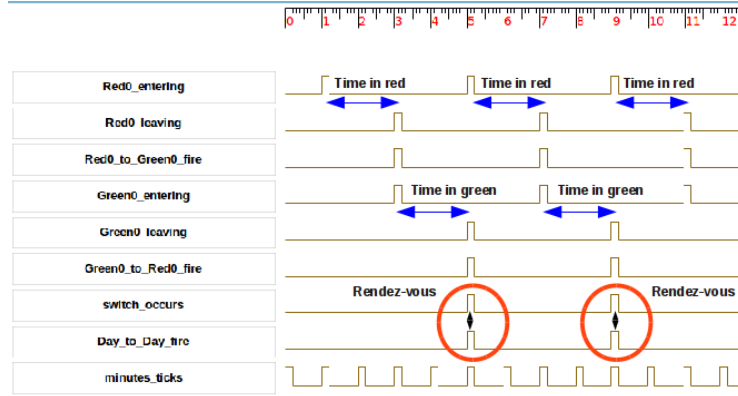 0 1 2 3 4 5 6 7 8 9 10 11 12
Red0_entering Time in red Time in red Time in red
Red0_leaving
Red0_to_Green0_fire
Green0_entering Time in green Time in green
Green0_leaving
Green0_to_Red0_fire
Rendez-vous Rendez-vous
switch_occurs
Day_to_Day_fire
minutes_ticks